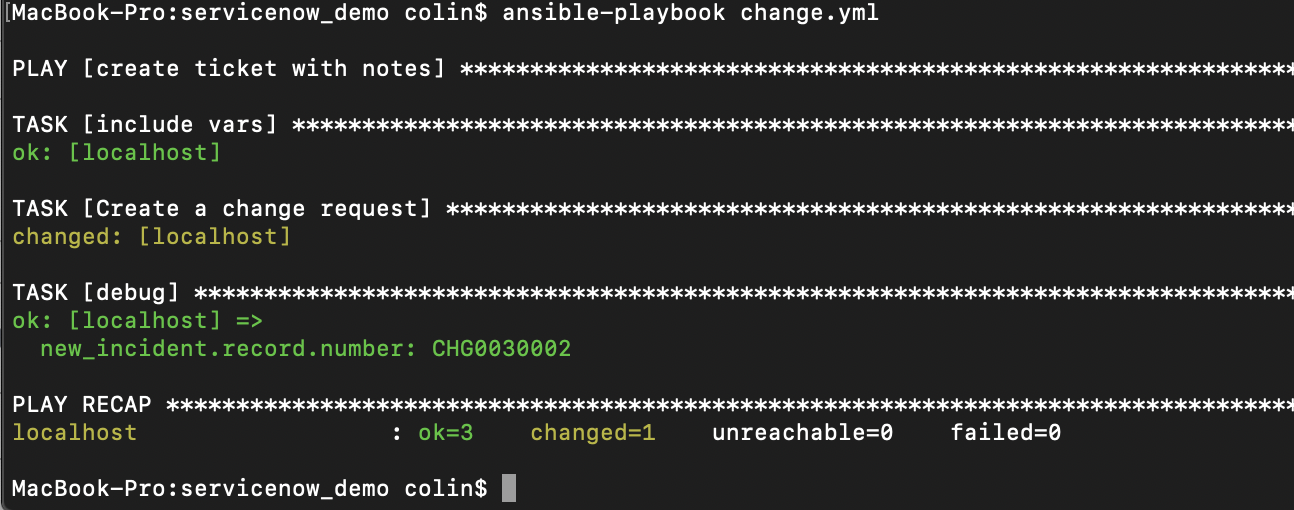 [MacBook-Pro:servicenow_demo colin$ ansible-playbook change.yml
PLAY [create ticket with notes] ************************************************************
TASK [include vars] ************************************************************************
ok: [localhost]
TASK [Create a change request] *************************************************************
changed: [localhost]
TASK [debug] *******************************************************************************
ok: [localhost] =>
  new_incident.record.number: CHG0030002
PLAY RECAP *********************************************************************************
localhost                  : ok=3    changed=1    unreachable=0    failed=0
MacBook-Pro:servicenow_demo colin$